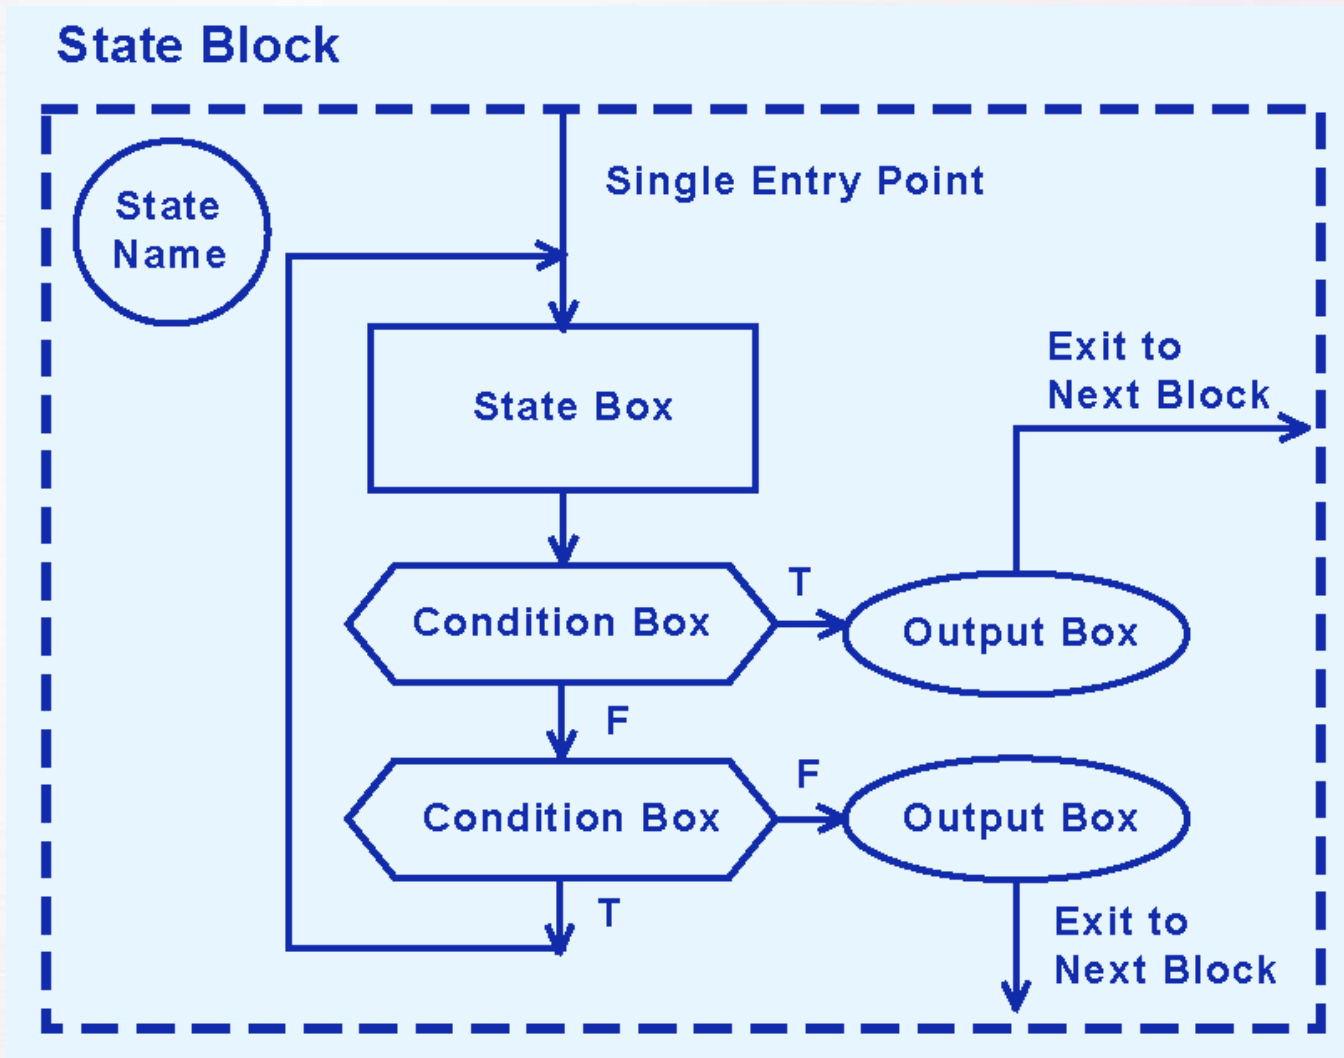 State Block
State
Name
Single Entry Point
State Box
Exit to
Next Block
Condition Box
T
Output Box
F
Condition Box
F
Output Box
T
Exit to
Next Block